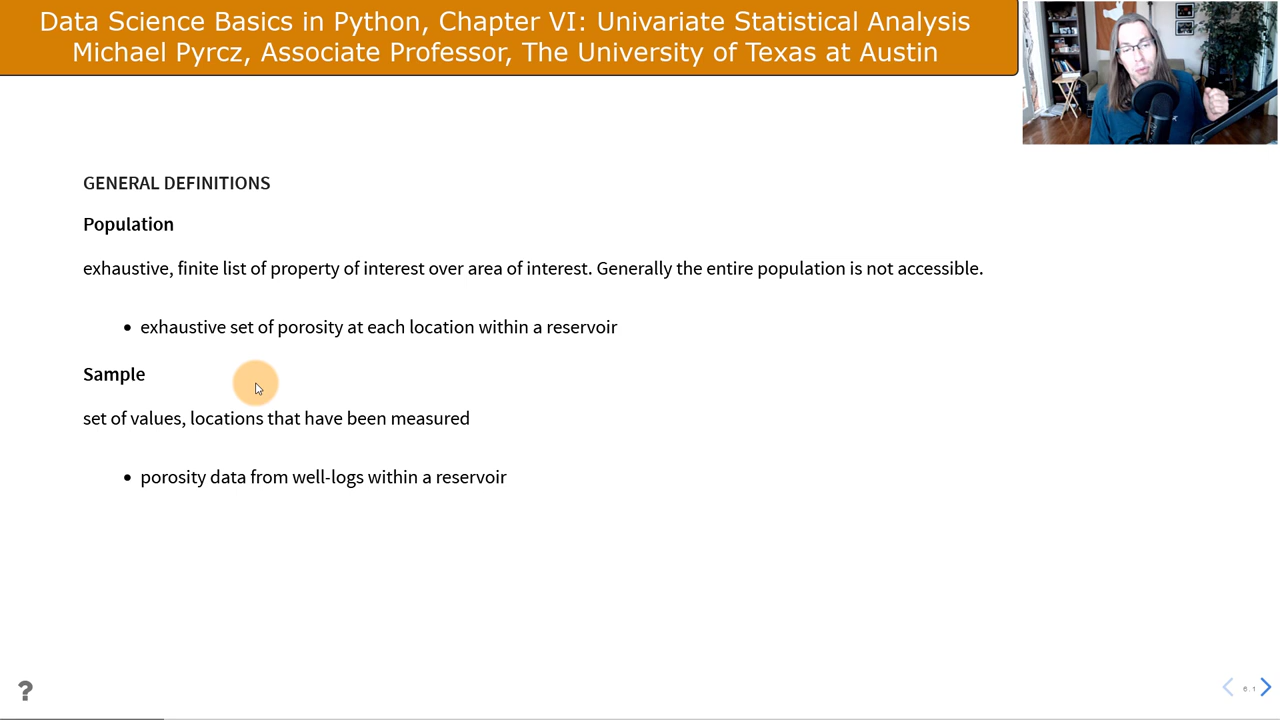 Data Science Basics in Python, Chapter VI: Univariate Statistical Analysis
Michael Pyrcz, Associate Professor, The University of Texas at Austin
GENERAL DEFINITIONS
Population
exhaustive, finite list of property of interest over area of interest. Generally the entire population is not accessible.
• exhaustive set of porosity at each location within a reservoir
Sample
set of values, locations that have been measured
• porosity data from well-logs within a reservoir
?
6.1